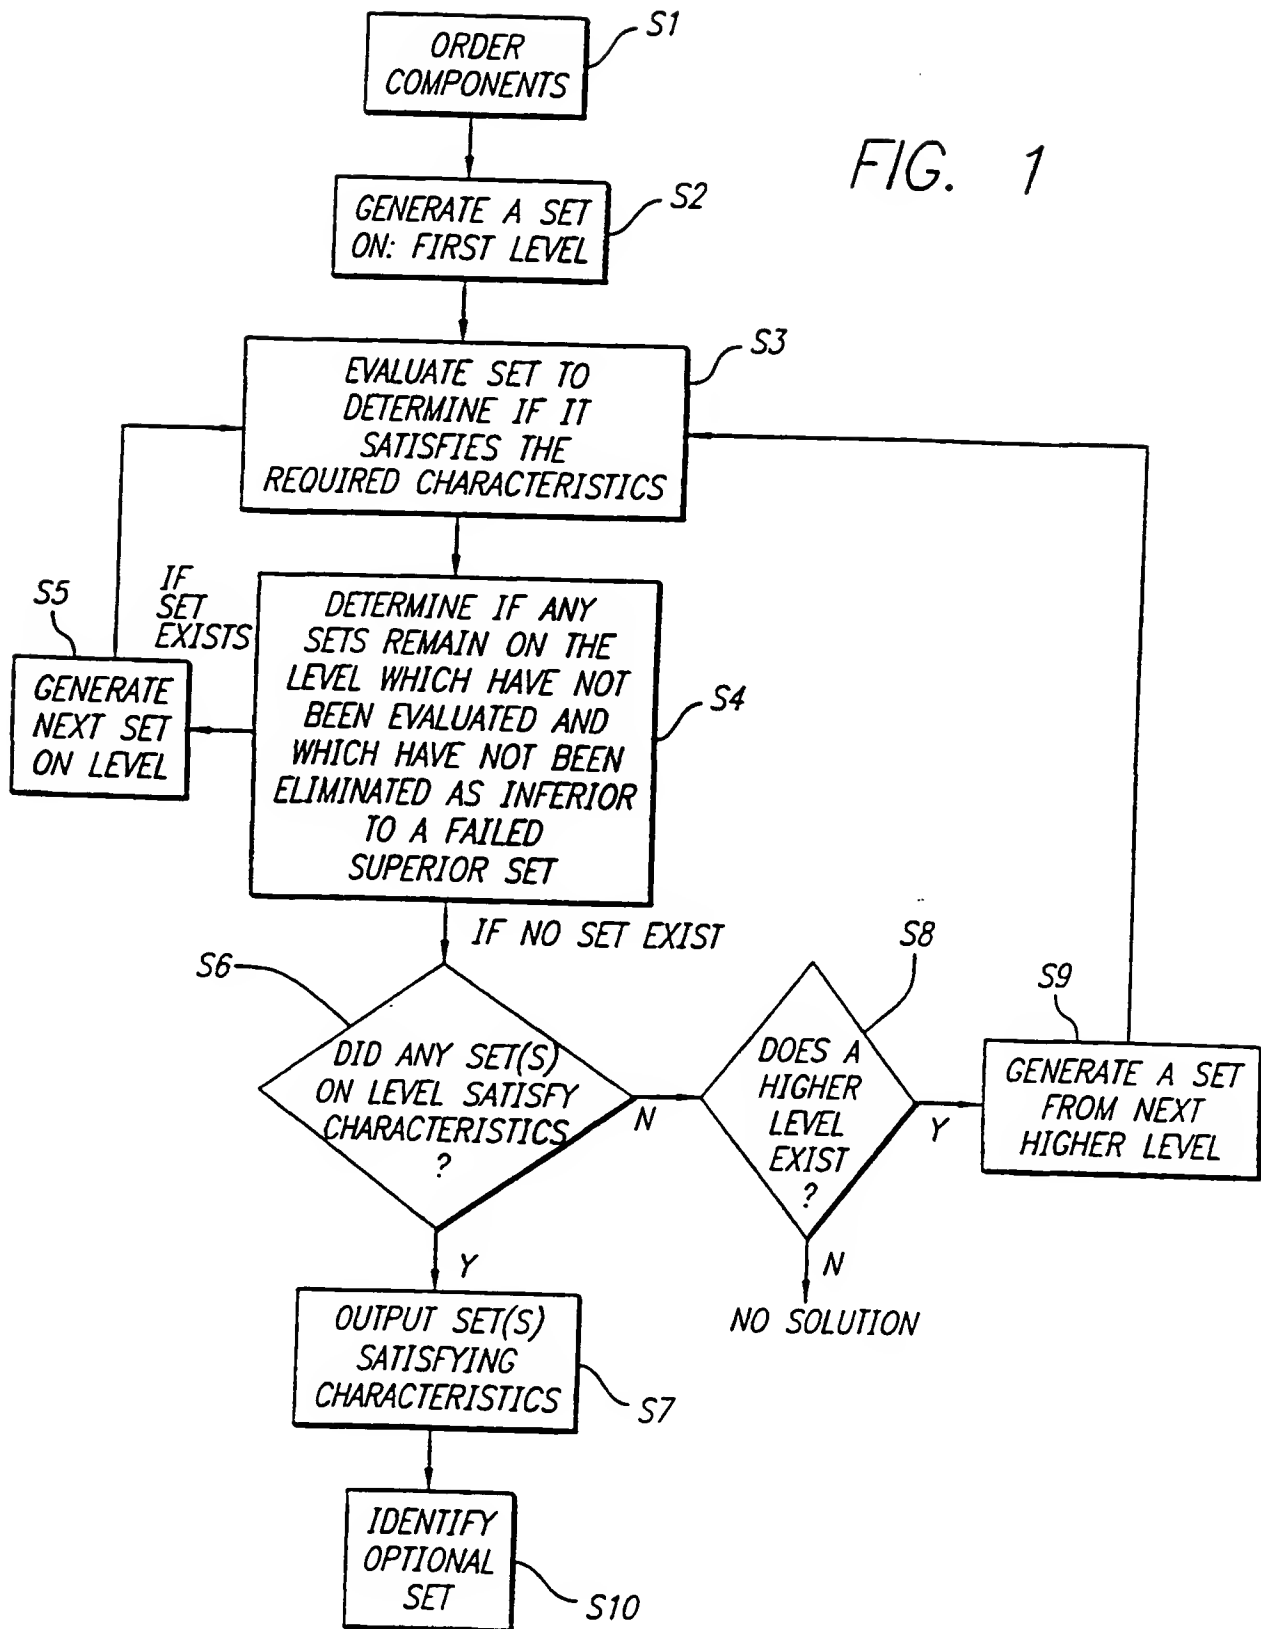 S1
ORDER
COMPONENTS
FIG. 1
S2
GENERATE A SET
ON: FIRST LEVEL
S3
EVALUATE SET TO
DETERMINE IF IT
SATISFIES THE
REQUIRED CHARACTERISTICS
S5
IF
SET
EXISTS
GENERATE
NEXT SET
ON LEVEL
DETERMINE IF ANY
SETS REMAIN ON THE
LEVEL WHICH HAVE NOT
BEEN EVALUATED AND
WHICH HAVE NOT BEEN
ELIMINATED AS INFERIOR
TO A FAILED
SUPERIOR SET
S4
IF NO SET EXIST
S6
DID ANY SET(S)
ON LEVEL SATISFY
CHARACTERISTICS
?
N
Y
S8
DOES A
HIGHER
LEVEL
EXIST
?
Y
N
NO SOLUTION
S9
GENERATE A SET
FROM NEXT
HIGHER LEVEL
OUTPUT SET(S)
SATISFYING
CHARACTERISTICS
S7
IDENTIFY
OPTIONAL
SET
S10